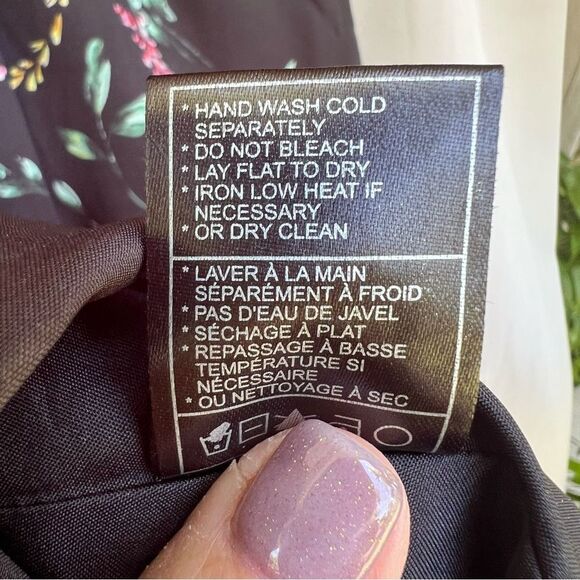 * HAND WASH COLD
SEPARATELY
* DO NOT BLEACH
* LAY FLAT TO DRY
* IRON LOW HEAT IF
NECESSARY
* OR DRY CLEAN
* LAVER À LA MAIN
SÉPARÉMENT À FROID
* PAS D'EAU DE JAVEL
* SÉCHAGE À PLAT
* REPASSAGE À BASSE
TEMPÉRATURE SI
NÉCESSAIRE
* OU NETTOYAGE À SEC